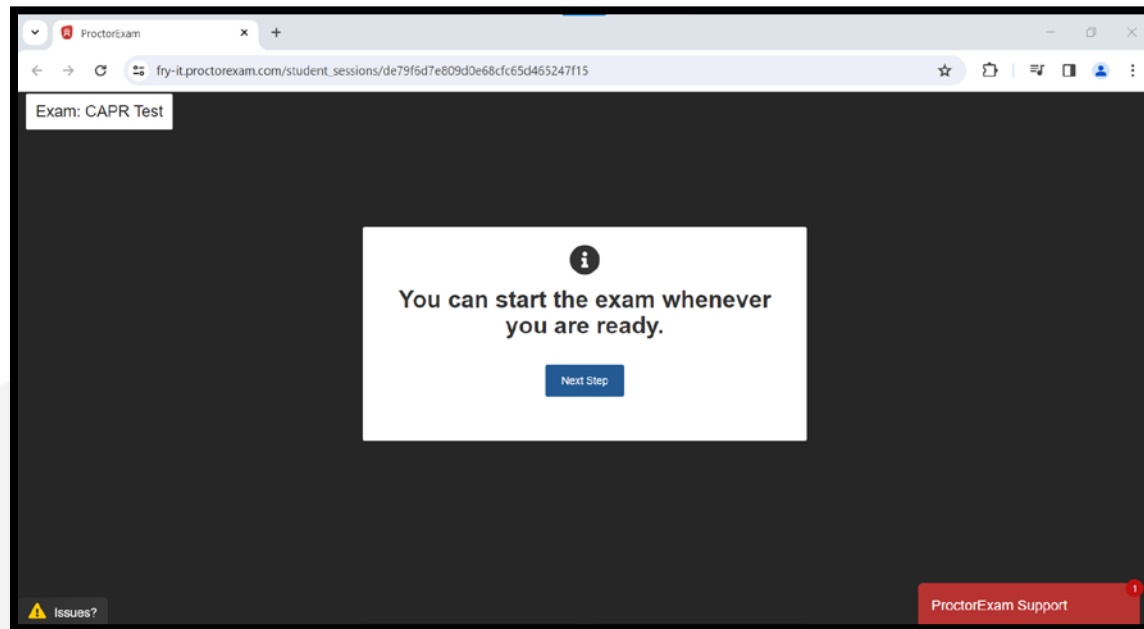 ProctorExam
fry-it.proctorexam.com/student_sessions/de79f6d7e809d0e68cfc65d465247f15
Exam: CAPR Test
You can start the exam whenever
you are ready.
Next Step
Issues?
ProctorExam Support
1